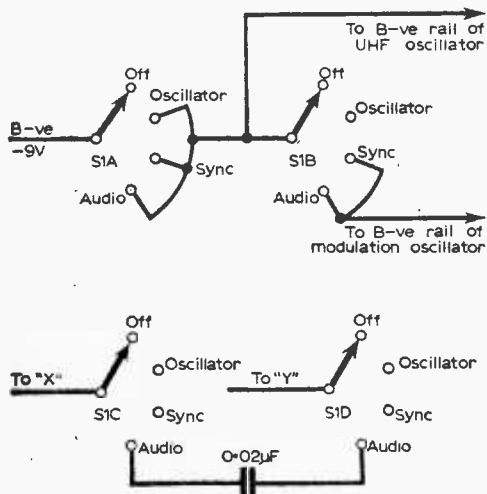 To B-ve rail of
UHF oscillator
Off
Oscillator
B-ve
-9V
S1A
Sync
Audio
Off
Oscillator
S1B
Sync
Audio
To B-ve rail of
modulation oscillator
Off
Oscillator
To "X"
S1C
Sync
Audio
Off
Oscillator
To "Y"
S1D
Sync
Audio
0·02µF